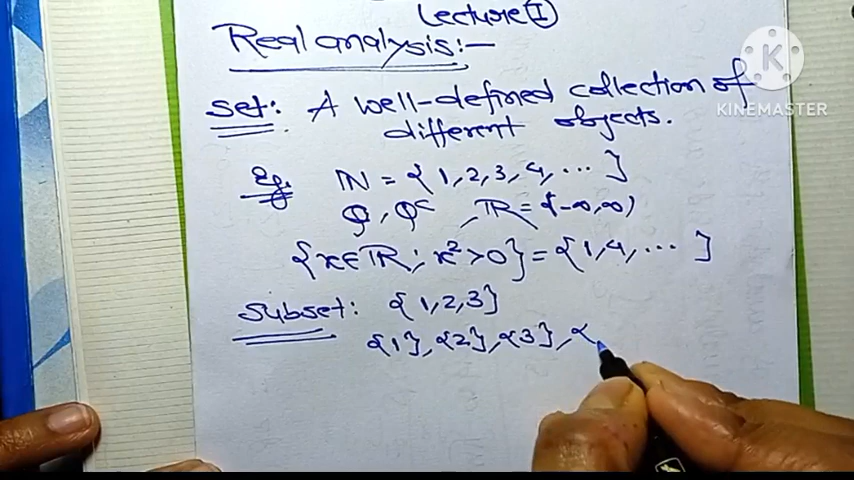 Lecture (I)
Real analysis:-
Set: A well-defined collection of
different objects.
Eg. ℕ = {1, 2, 3, 4, ... }
Q, Qᶜ, ℝ = (-∞, ∞)
{x∈ℝ; x² > 0} = {1, 4, ... }
Subset: {1, 2, 3}
{1}, {2}, {3}, {
K
KINEMASTER